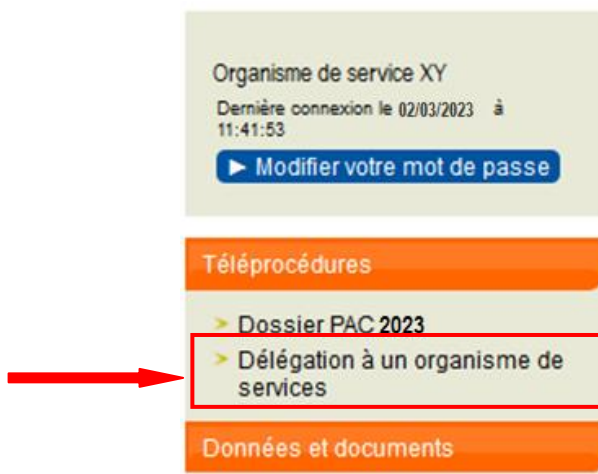 Organisme de service XY
Dernière connexion le 02/03/2023 à
11:41:53
► Modifier votre mot de passe
Téléprocédures
> Dossier PAC 2023
> Délégation à un organisme de
services
Données et documents